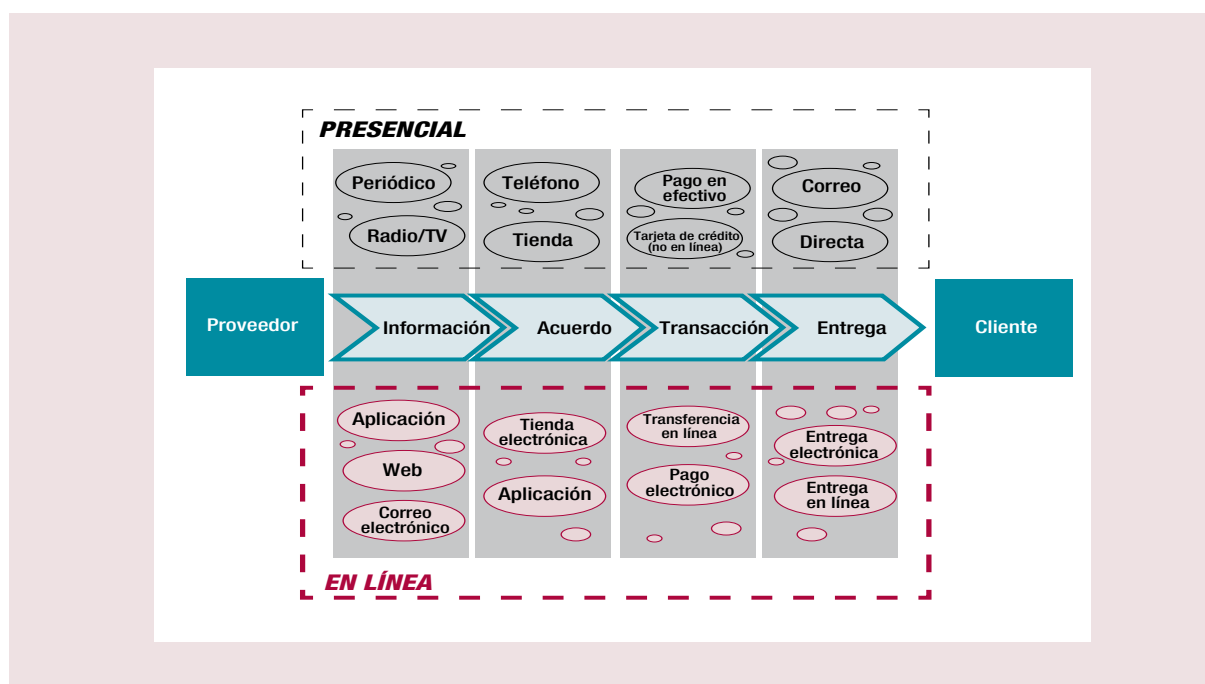 PRESENCIAL
Periódico
Radio/TV
Teléfono
Tienda
Pago en
efectivo
Tarjeta de crédito
(no en línea)
Correo
Directa
Proveedor
Información
Acuerdo
Transacción
Entrega
Cliente
Aplicación
Web
Correo
electrónico
Tienda
electrónica
Aplicación
Transferencia
en línea
Pago
electrónico
Entrega
electrónica
Entrega
en línea
EN LÍNEA